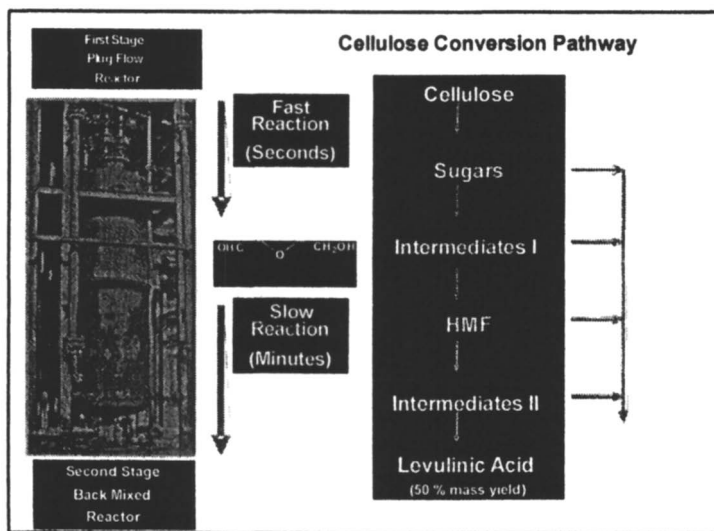 First Stage
Plug Flow
Reactor
Cellulose Conversion Pathway
Fast
Reaction
(Seconds)
OHC
O
CH₂OH
Slow
Reaction
(Minutes)
Second Stage
Back Mixed
Reactor
Cellulose
Sugars
Intermediates I
HMF
Intermediates II
Levulinic Acid
(50 % mass yield)